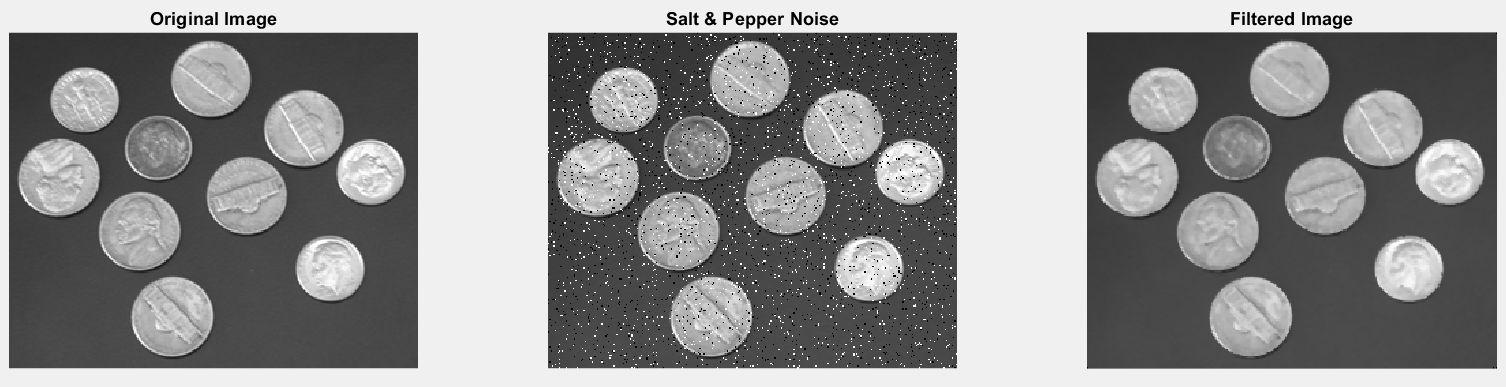 Original Image
Salt & Pepper Noise
Filtered Image